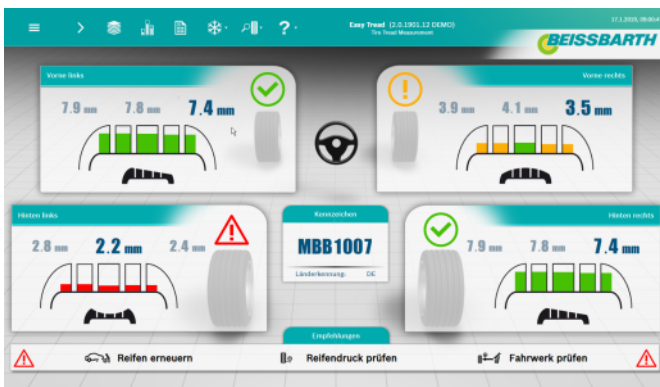 Easy Tread (2.0.1901.12 DEMO)
Tire Tread Measurement
BEISSBARTH
Vorne links
7.9 mm 7.8 mm 7.4 mm
Vorne rechts
3.9 mm 4.1 mm 3.5 mm
Hinten links
2.8 mm 2.2 mm 2.4 mm
Kennzeichen
MBB1007
Länderkennung: DE
Hinten rechts
7.9 mm 7.8 mm 7.4 mm
Empfehlungen
Reifen erneuern Reifendruck prüfen Fahrwerk prüfen